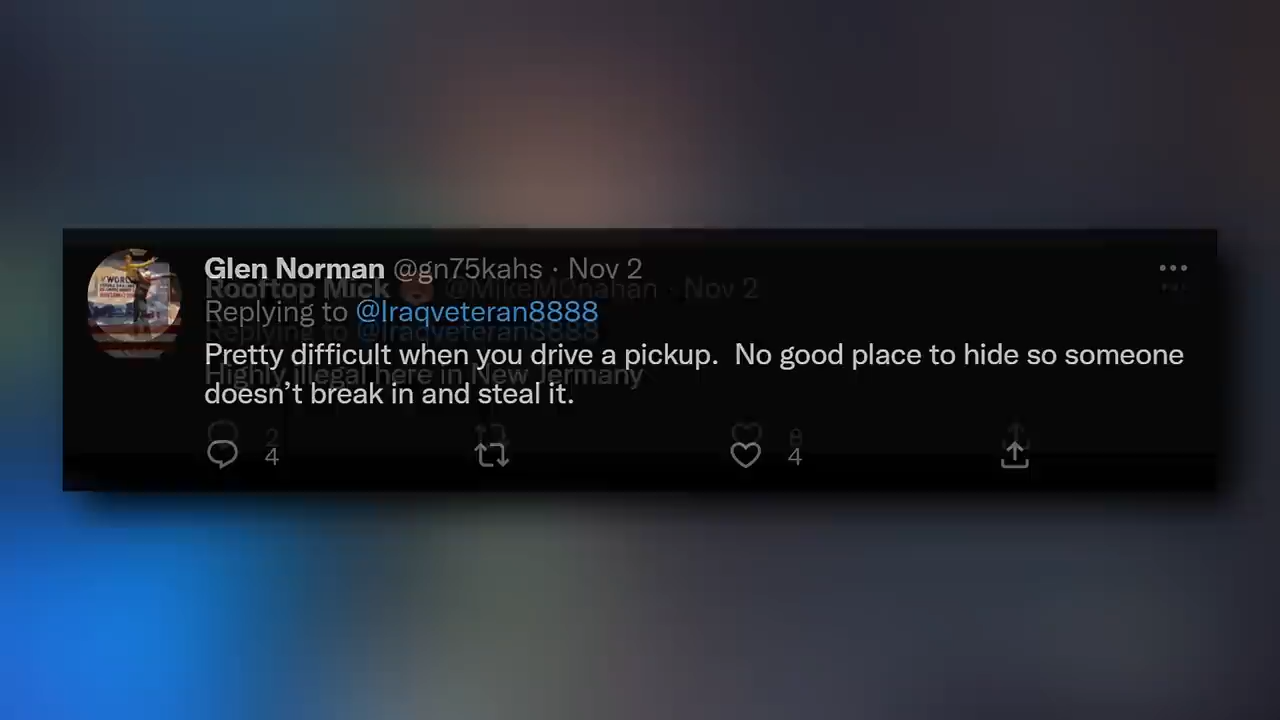 Glen Norman @gn75kahs · Nov 2
Rooftop Mick @MikeMOnahan · Nov 2
Replying to @Iraqveteran8888
Replying to @Iraqveteran8888
Pretty difficult when you drive a pickup.  No good place to hide so someone
Highly illegal here in New Jermany
doesn’t break in and steal it.
2 8
4 4